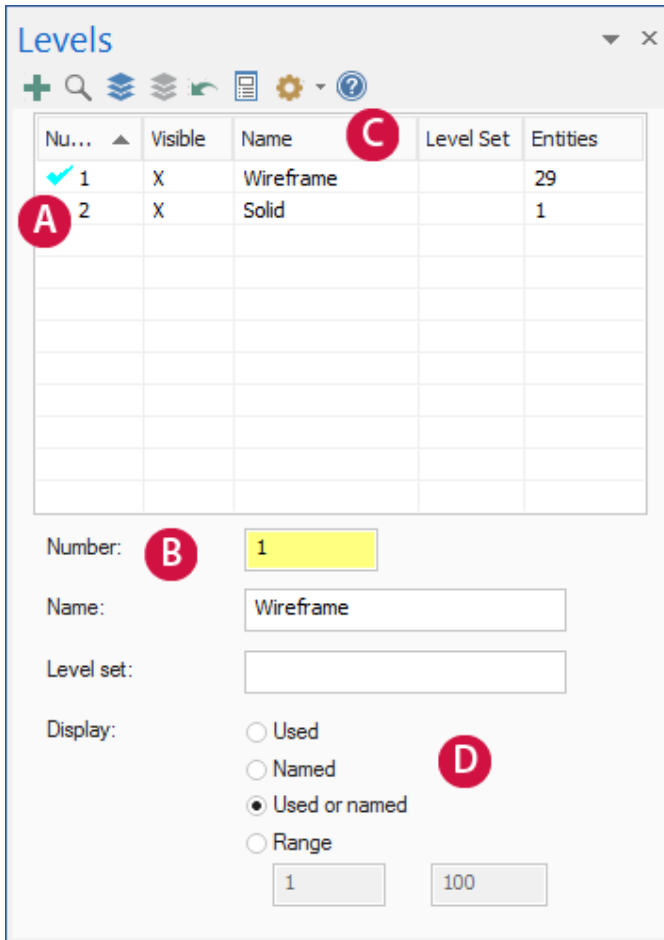 Levels
Nu... Visible Name C Level Set Entities
1 X Wireframe 29
A 2 X Solid 1
Number: B 1
Name: Wireframe
Level set:
Display: Used
Named D
Used or named
Range
1 100